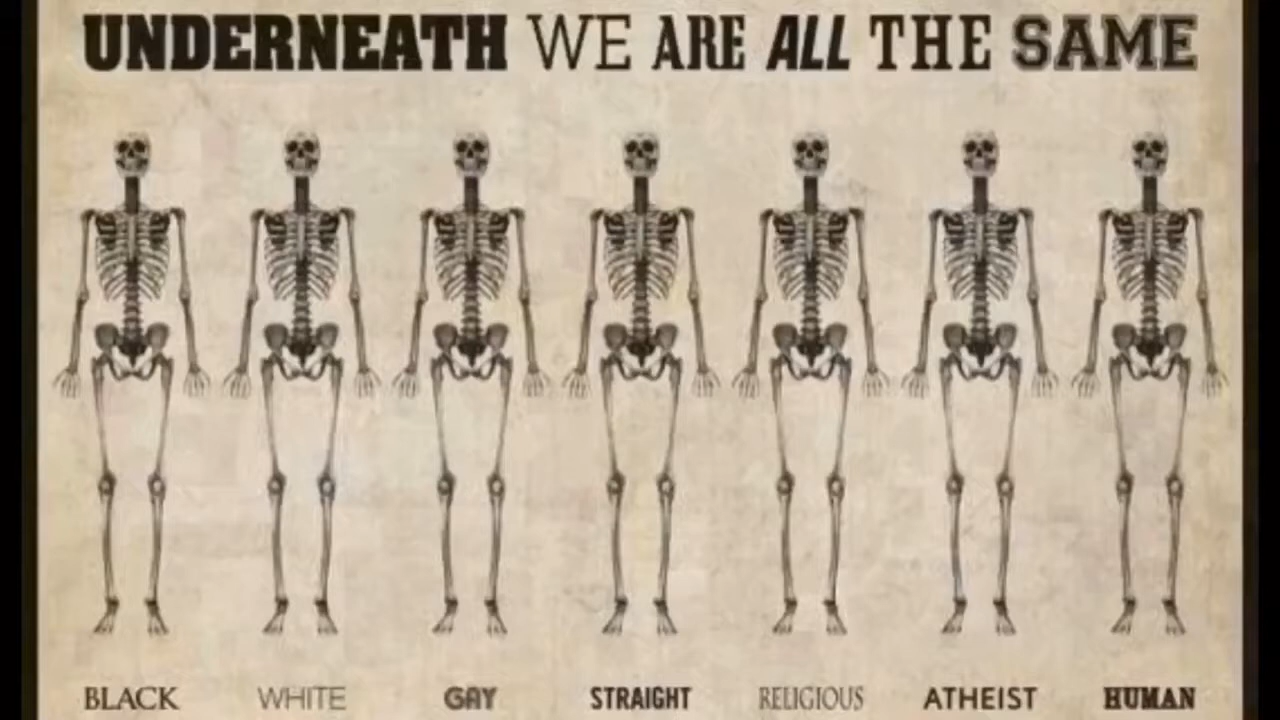 UNDERNEATH WE ARE ALL THE SAME
BLACK WHITE GAY STRAIGHT RELIGIOUS ATHEIST HUMAN